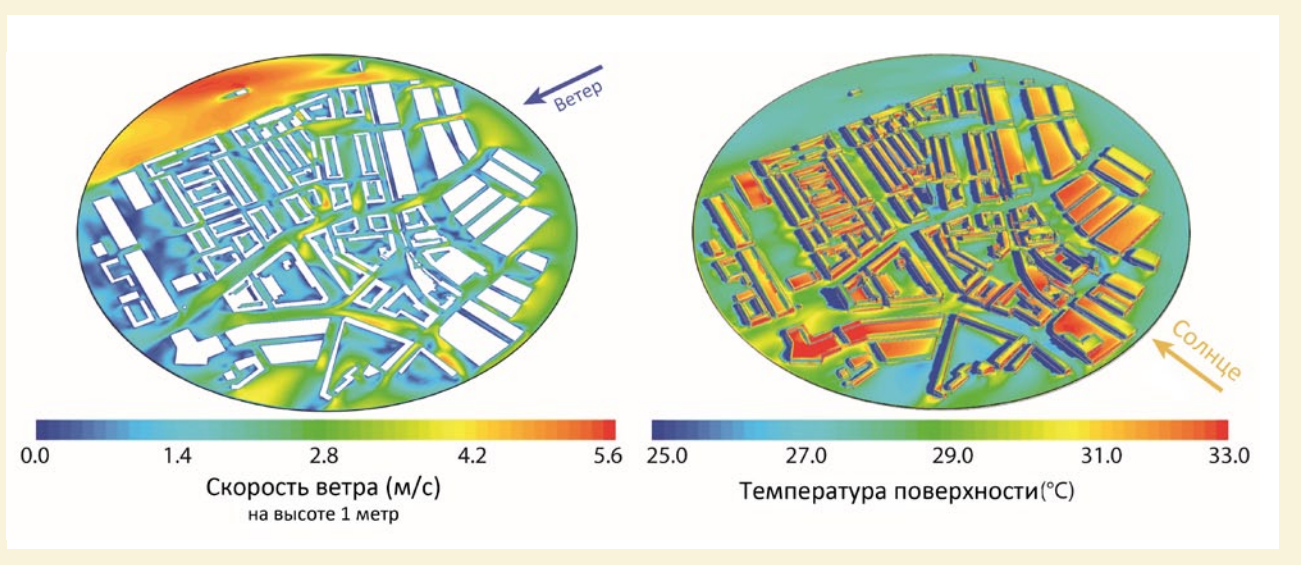 Ветер
Солнце
0.0 1.4 2.8 4.2 5.6
25.0 27.0 29.0 31.0 33.0
Скорость ветра (м/с)
на высоте 1 метр
Температура поверхности(°C)